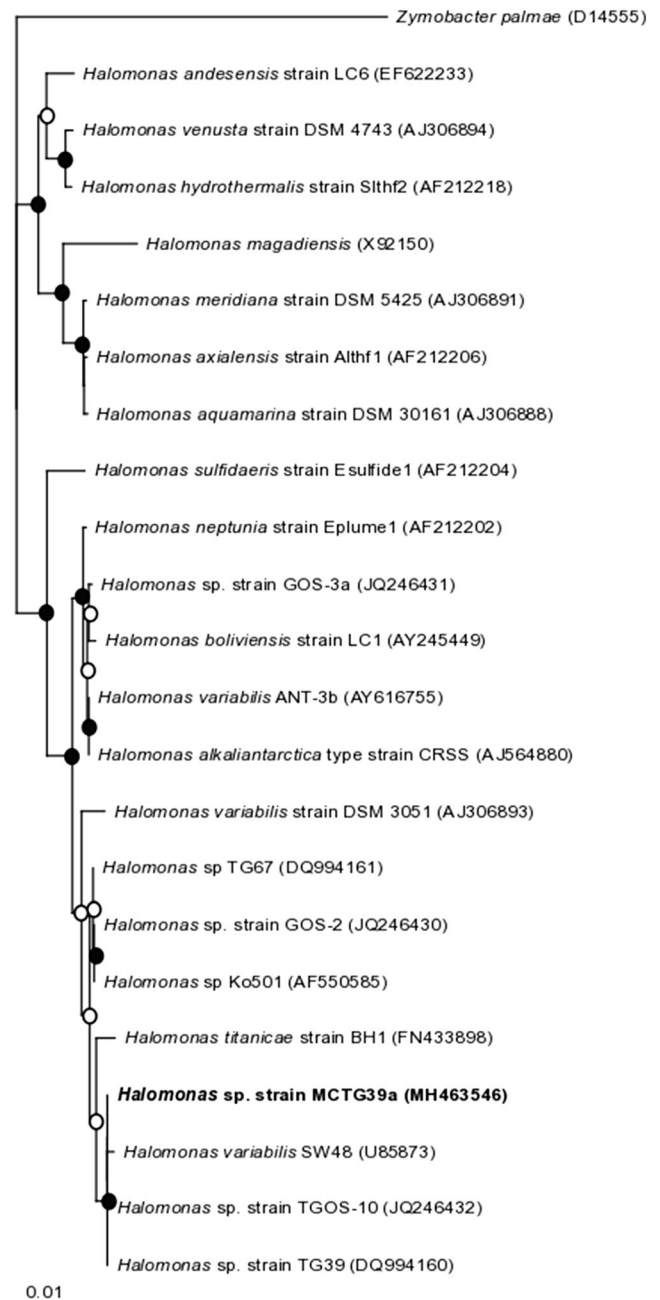 Zymobacter palmae (D14555)
Halomonas andesensis strain LC6 (EF622233)
Halomonas venusta strain DSM 4743 (AJ306894)
Halomonas hydrothermalis strain Slthf2 (AF212218)
Halomonas magadiensis (X92150)
Halomonas meridiana strain DSM 5425 (AJ306891)
Halomonas axialensis strain Althf1 (AF212206)
Halomonas aquamarina strain DSM 30161 (AJ306888)
Halomonas sulfidaeris strain Esulfide1 (AF212204)
Halomonas neptunia strain Eplume1 (AF212202)
Halomonas sp. strain GOS-3a (JQ246431)
Halomonas boliviensis strain LC1 (AY245449)
Halomonas variabilis ANT-3b (AY616755)
Halomonas alkaliantarctica type strain CRSS (AJ564880)
Halomonas variabilis strain DSM 3051 (AJ306893)
Halomonas sp TG67 (DQ994161)
Halomonas sp. strain GOS-2 (JQ246430)
Halomonas sp Ko501 (AF550585)
Halomonas titanicae strain BH1 (FN433898)
Halomonas sp. strain MCTG39a (MH463546)
Halomonas variabilis SW48 (U85873)
Halomonas sp. strain TGOS-10 (JQ246432)
Halomonas sp. strain TG39 (DQ994160)
0.01